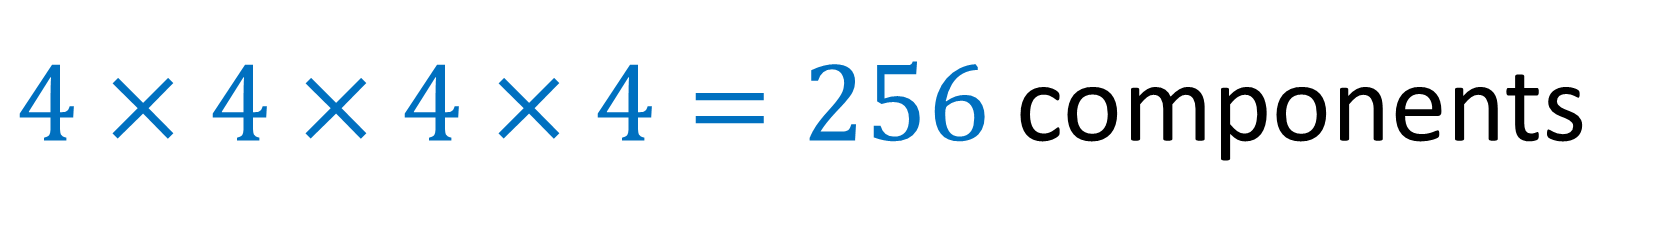 4 × 4 × 4 × 4 = 256 components